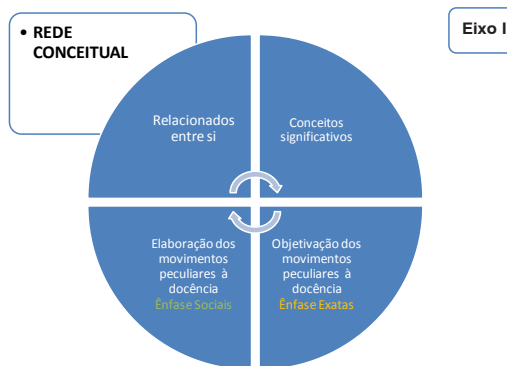 • REDE
CONCEITUAL
Eixo I
Relacionados
entre si
Conceitos
significativos
Elaboração dos
movimentos
peculiares à
docência
Ênfase Sociais
Objetivação dos
movimentos
peculiares à
docência
Ênfase Exatas